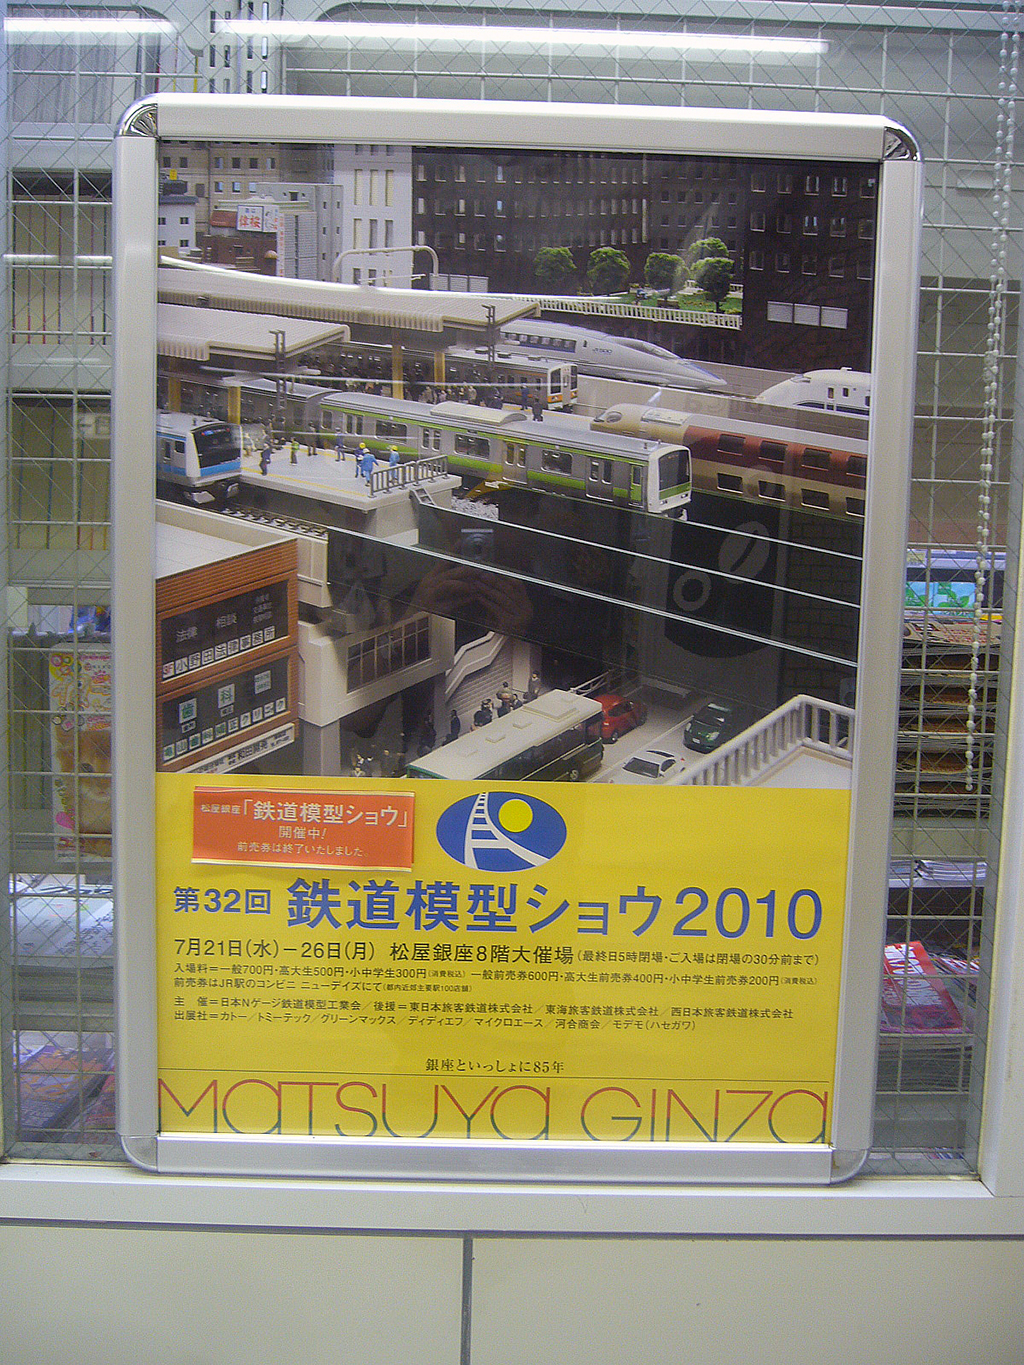 法律 相談
小野田法律事務所
歯 科
松屋銀座「鉄道模型ショウ」
開催中!
前売券は終了いたしました
第32回 鉄道模型ショウ2010
7月21日(水)−26日(月) 松屋銀座8階大催場(最終日5時閉場・ご入場は閉場の30分前まで)
入場料=一般700円・高大生500円・小中学生300円(消費税込) 一般前売券600円・高大生前売券400円・小中学生前売券200円(消費税込)
前売券はJR駅のコンビニ ニューデイズにて(都内近郊主要駅100店舗)
主 催=日本Nゲージ鉄道模型工業会/後援=東日本旅客鉄道株式会社/東海旅客鉄道株式会社/西日本旅客鉄道株式会社
出展社=カトー/トミーテック/グリーンマックス/ディディエフ/マイクロエース/河合商会/モデモ(ハセガワ)
銀座といっしょに85年
MATSUYA GINZA